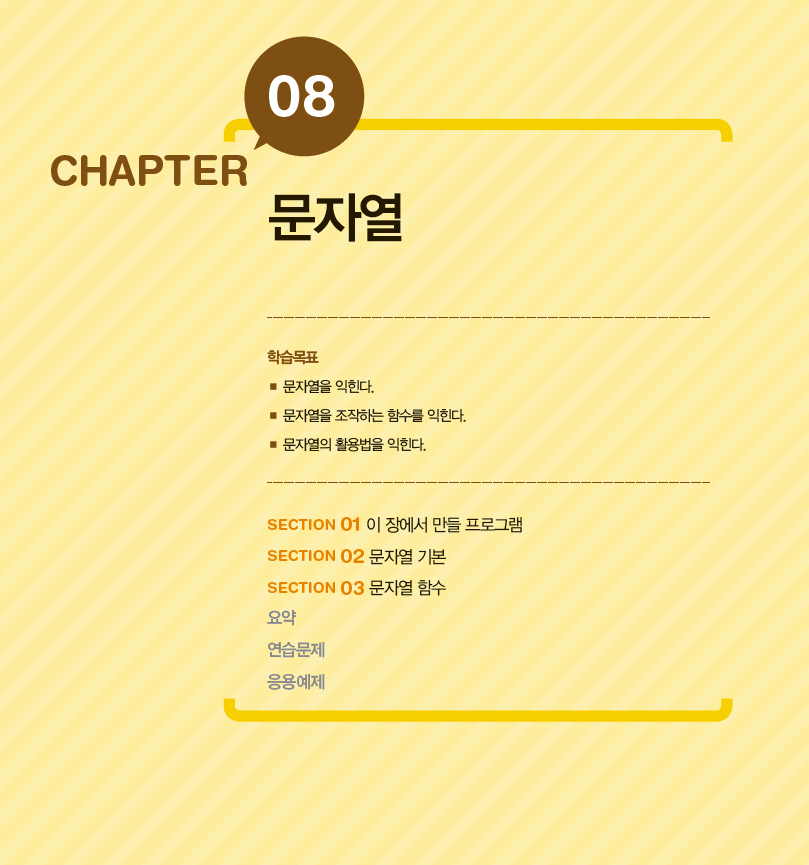 08
CHAPTER
문자열
학습목표
■ 문자열을 익힌다.
■ 문자열을 조작하는 함수를 익힌다.
■ 문자열의 활용법을 익힌다.
SECTION 01 이 장에서 만들 프로그램
SECTION 02 문자열 기본
SECTION 03 문자열 함수
요약
연습문제
응용예제